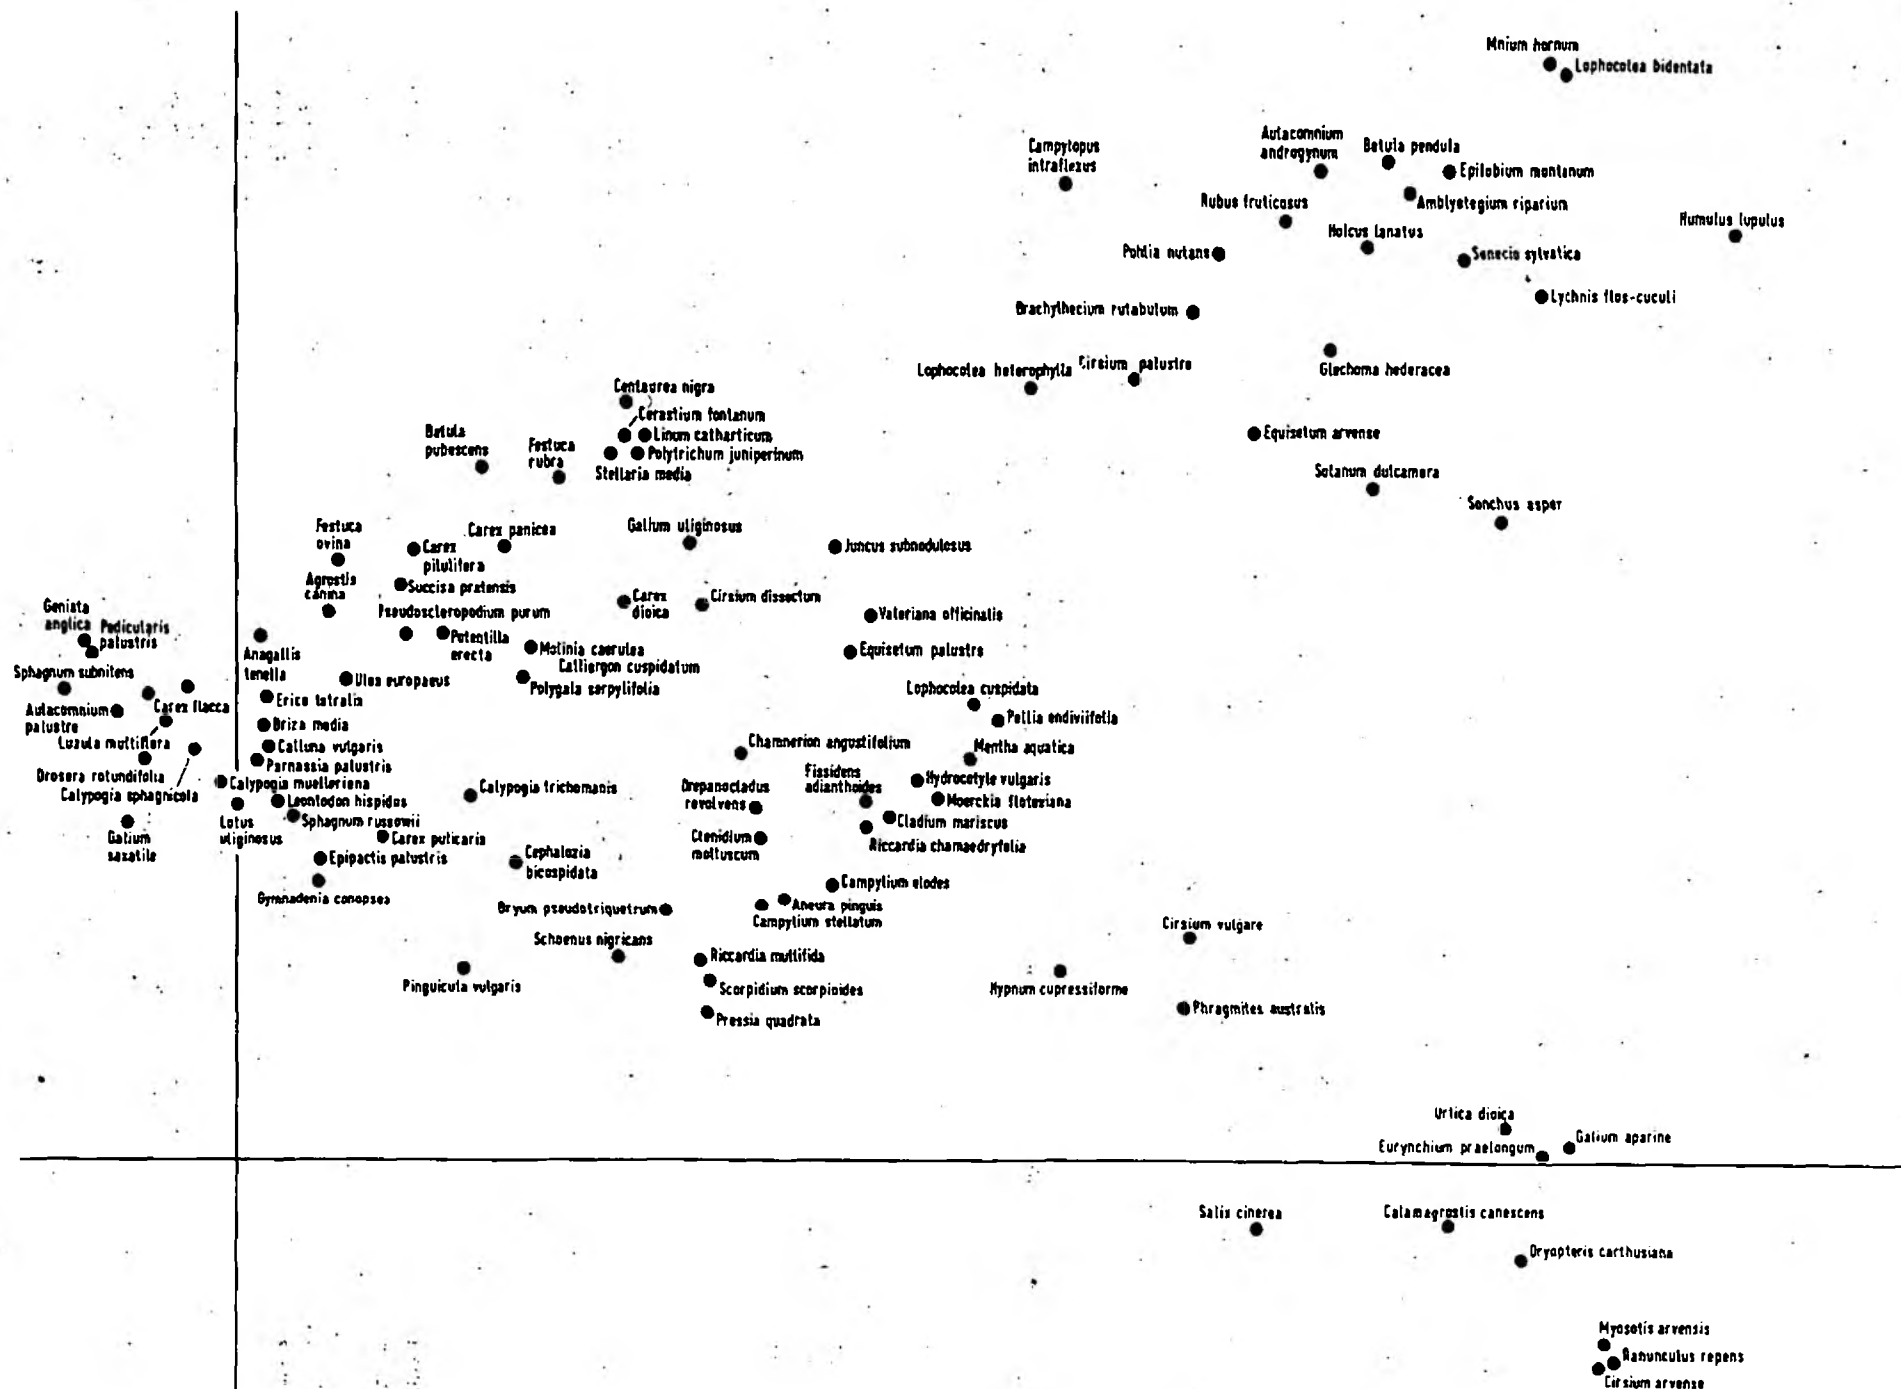 Mnium hornum
Lophocolea bidentata
Campylopus
intraflexus
Aulacomnium
androgynum
Betula pendula
Epilobium montanum
Amblystegium riparium
Rubus fruticosus
Humulus lupulus
Holcus lanatus
Pohlia nutans
Senecio sylvatica
Lychnis flos-cuculi
Brachythecium rutabulum
Lophocolea heterophylla
Cirsium palustre
Glechoma hederacea
Centaurea nigra
Cerastium fontanum
Linum catharticum
Polytrichum juniperinum
Stellaria media
Betula
pubescens
Festuca
rubra
Equisetum arvense
Solanum dulcamara
Sonchus asper
Festuca
ovina
Carex
pilulifera
Carex panicea
Galium uliginosus
Juncus subnodulosus
Agrostis
canina
Succisa pratensis
Carex
dioica
Cirsium dissectum
Valeriana officinalis
Genista
anglica
Pedicularis
palustris
Pseudoscleropodium purum
Potentilla
erecta
Molinia caerulea
Calliergon cuspidatum
Polygala serpylifolia
Equisetum palustre
Anagallis
tenella
Sphagnum subnitens
Ulex europaeus
Erica tetralix
Carex flacca
Aulacomnium
palustre
Lophocolea cuspidata
Pellia endiviifolia
Briza media
Luzula multiflora
Calluna vulgaris
Parnassia palustris
Chamnerion angustifolium
Mentha aquatica
Drosera rotundifolia
Calypogia sphagnicola
Calypogia muelleriana
Leontodon hispidus
Calypogia trichomanis
Drepanocladus
revolvens
Fissidens
adianthoides
Hydrocotyle vulgaris
Moerckia flotoviana
Galium
saxatile
Lotus
uliginosus
Sphagnum russowii
Carex pulicaris
Ctenidium
molluscum
Cladium mariscus
Riccardia chamaedryfolia
Epipactis palustris
Cephalozia
bicospidata
Gymnadenia conopsea
Campylium elodes
Bryum pseudotriquetrum
Aneura pinguis
Campylium stellatum
Cirsium vulgare
Schoenus nigricans
Riccardia multifida
Pinguicula vulgaris
Scorpidium scorpioides
Hypnum cupressiforme
Phragmites australis
Pressia quadrata
Urtica dioica
Galium aparine
Eurynchium praelongum
Salix cinerea
Calamagrostis canescens
Dryopteris carthusiana
Myosotis arvensis
Ranunculus repens
Cirsium arvense